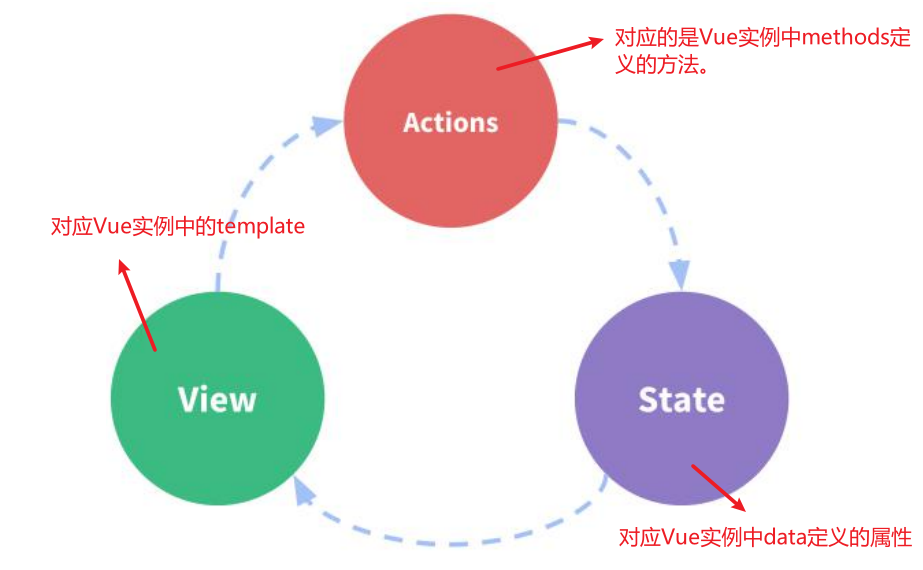 对应的是Vue实例中methods定
义的方法。
Actions
对应Vue实例中的template
View
State
对应Vue实例中data定义的属性